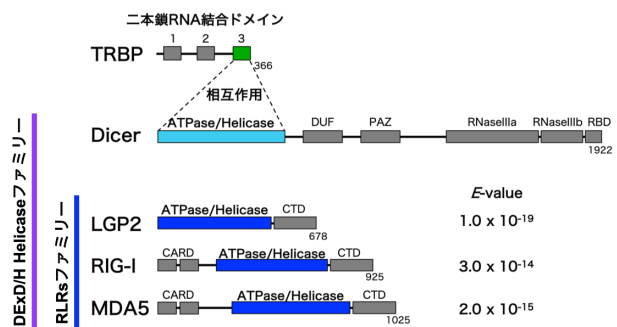 二本鎖RNA結合ドメイン
1 2 3
TRBP
366
相互作用
ATPase/Helicase DUF PAZ RNaseIIIa RNaseIIIb RBD
Dicer
1922
E-value
ATPase/Helicase CTD
LGP2 1.0 x 10-19
678
CARD ATPase/Helicase CTD
RIG-I 3.0 x 10-14
925
CARD ATPase/Helicase CTD
MDA5 2.0 x 10-15
1025
DExD/H Helicaseファミリー
RLRsファミリー